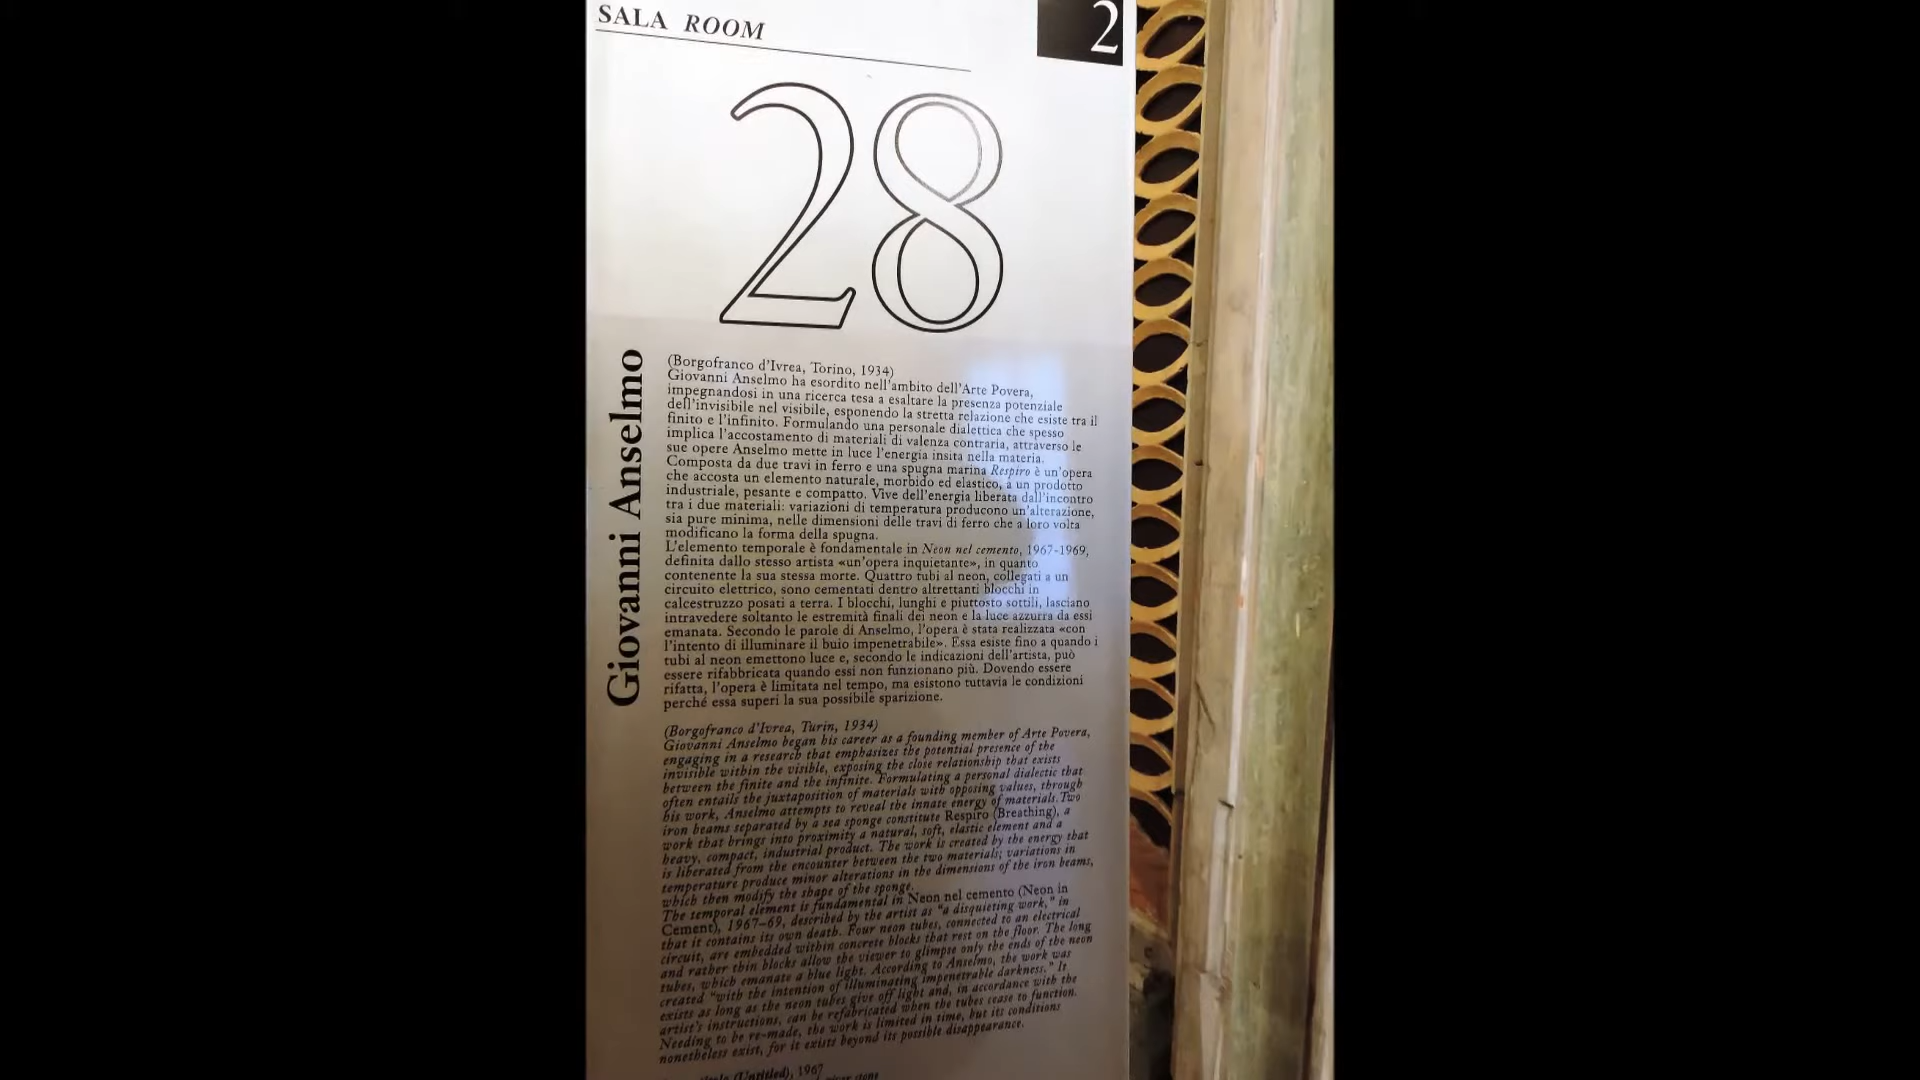 SALA ROOM
2
28
Giovanni Anselmo
(Borgofranco d'Ivrea, Torino, 1934)
Giovanni Anselmo ha esordito nell'ambito dell'Arte Povera,
impegnandosi in una ricerca tesa a esaltare la presenza potenziale
dell'invisibile nel visibile, esponendo la stretta relazione che esiste tra il
finito e l'infinito. Formulando una personale dialettica che spesso
implica l'accostamento di materiali di valenza contraria, attraverso le
sue opere Anselmo mette in luce l'energia insita nella materia.
Composta da due travi in ferro e una spugna marina Respiro è un'opera
che accosta un elemento naturale, morbido ed elastico, a un prodotto
industriale, pesante e compatto. Vive dell'energia liberata dall'incontro
tra i due materiali: variazioni di temperatura producono un'alterazione,
sia pure minima, nelle dimensioni delle travi di ferro che a loro volta
modificano la forma della spugna.
L'elemento temporale è fondamentale in Neon nel cemento, 1967-1969,
definita dallo stesso artista «un'opera inquietante», in quanto
contenente la sua stessa morte. Quattro tubi al neon, collegati a un
circuito elettrico, sono cementati dentro altrettanti blocchi in
calcestruzzo posati a terra. I blocchi, lunghi e piuttosto sottili, lasciano
intravedere soltanto le estremità finali dei neon e la luce azzurra da essi
emanata. Secondo le parole di Anselmo, l'opera è stata realizzata «con
l'intento di illuminare il buio impenetrabile». Essa esiste fino a quando i
tubi al neon emettono luce e, secondo le indicazioni dell'artista, può
essere rifabbricata quando essi non funzionano più. Dovendo essere
rifatta, l'opera è limitata nel tempo, ma esistono tuttavia le condizioni
perché essa superi la sua possibile sparizione.
(Borgofranco d'Ivrea, Turin, 1934)
Giovanni Anselmo began his career as a founding member of Arte Povera,
engaging in a research that emphasizes the potential presence of the
invisible within the visible, exposing the close relationship that exists
between the finite and the infinite. Formulating a personal dialectic that
often entails the juxtaposition of materials with opposing values, through
his work, Anselmo attempts to reveal the innate energy of materials. Two
iron beams separated by a sea sponge constitute Respiro (Breathing), a
work that brings into proximity a natural, soft, elastic element and a
heavy, compact, industrial product. The work is created by the energy that
is liberated from the encounter between the two materials; variations in
temperature produce minor alterations in the dimensions of the iron beams,
which then modify the shape of the sponge.
The temporal element is fundamental in Neon nel cemento (Neon in
Cement), 1967–69, described by the artist as "a disquieting work," in
that it contains its own death. Four neon tubes, connected to an electrical
circuit, are embedded within concrete blocks that rest on the floor. The long
and rather thin blocks allow the viewer to glimpse only the ends of the neon
tubes, which emanate a blue light. According to Anselmo, the work was
created "with the intention of illuminating impenetrable darkness." It
exists as long as the neon tubes give off light and, in accordance with the
artist's instructions, can be refabricated when the tubes cease to function.
Needing to be re-made, the work is limited in time, but its conditions
nonetheless exist, for it exists beyond its possible disappearance.
(Untitled), 1967
stone